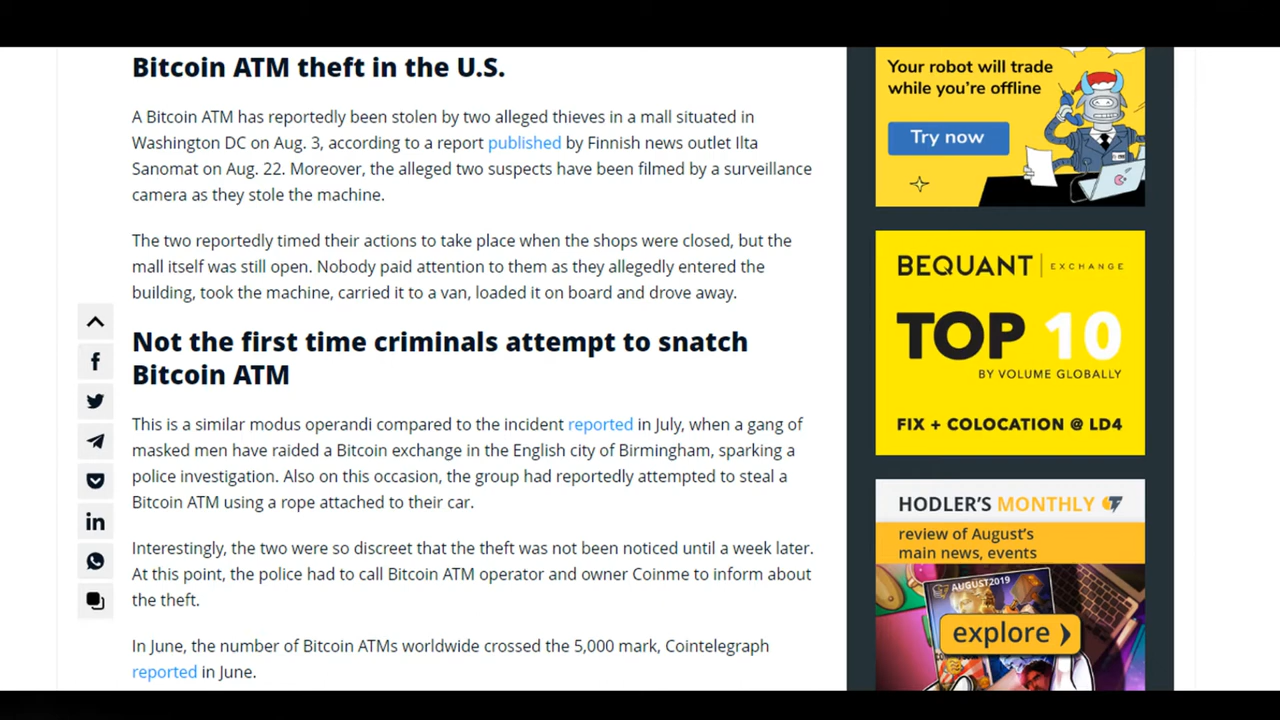 Bitcoin ATM theft in the U.S.
A Bitcoin ATM has reportedly been stolen by two alleged thieves in a mall situated in
Washington DC on Aug. 3, according to a report published by Finnish news outlet Ilta
Sanomat on Aug. 22. Moreover, the alleged two suspects have been filmed by a surveillance
camera as they stole the machine.
The two reportedly timed their actions to take place when the shops were closed, but the
mall itself was still open. Nobody paid attention to them as they allegedly entered the
building, took the machine, carried it to a van, loaded it on board and drove away.
Not the first time criminals attempt to snatch
Bitcoin ATM
This is a similar modus operandi compared to the incident reported in July, when a gang of
masked men have raided a Bitcoin exchange in the English city of Birmingham, sparking a
police investigation. Also on this occasion, the group had reportedly attempted to steal a
Bitcoin ATM using a rope attached to their car.
Interestingly, the two were so discreet that the theft was not been noticed until a week later.
At this point, the police had to call Bitcoin ATM operator and owner Coinme to inform about
the theft.
In June, the number of Bitcoin ATMs worldwide crossed the 5,000 mark, Cointelegraph
reported in June.
Your robot will trade
while you're offline
Try now
BEQUANT | EXCHANGE
TOP 10
BY VOLUME GLOBALLY
FIX + COLOCATION @ LD4
HODLER'S MONTHLY
review of August's
main news, events
AUGUST2019
explore